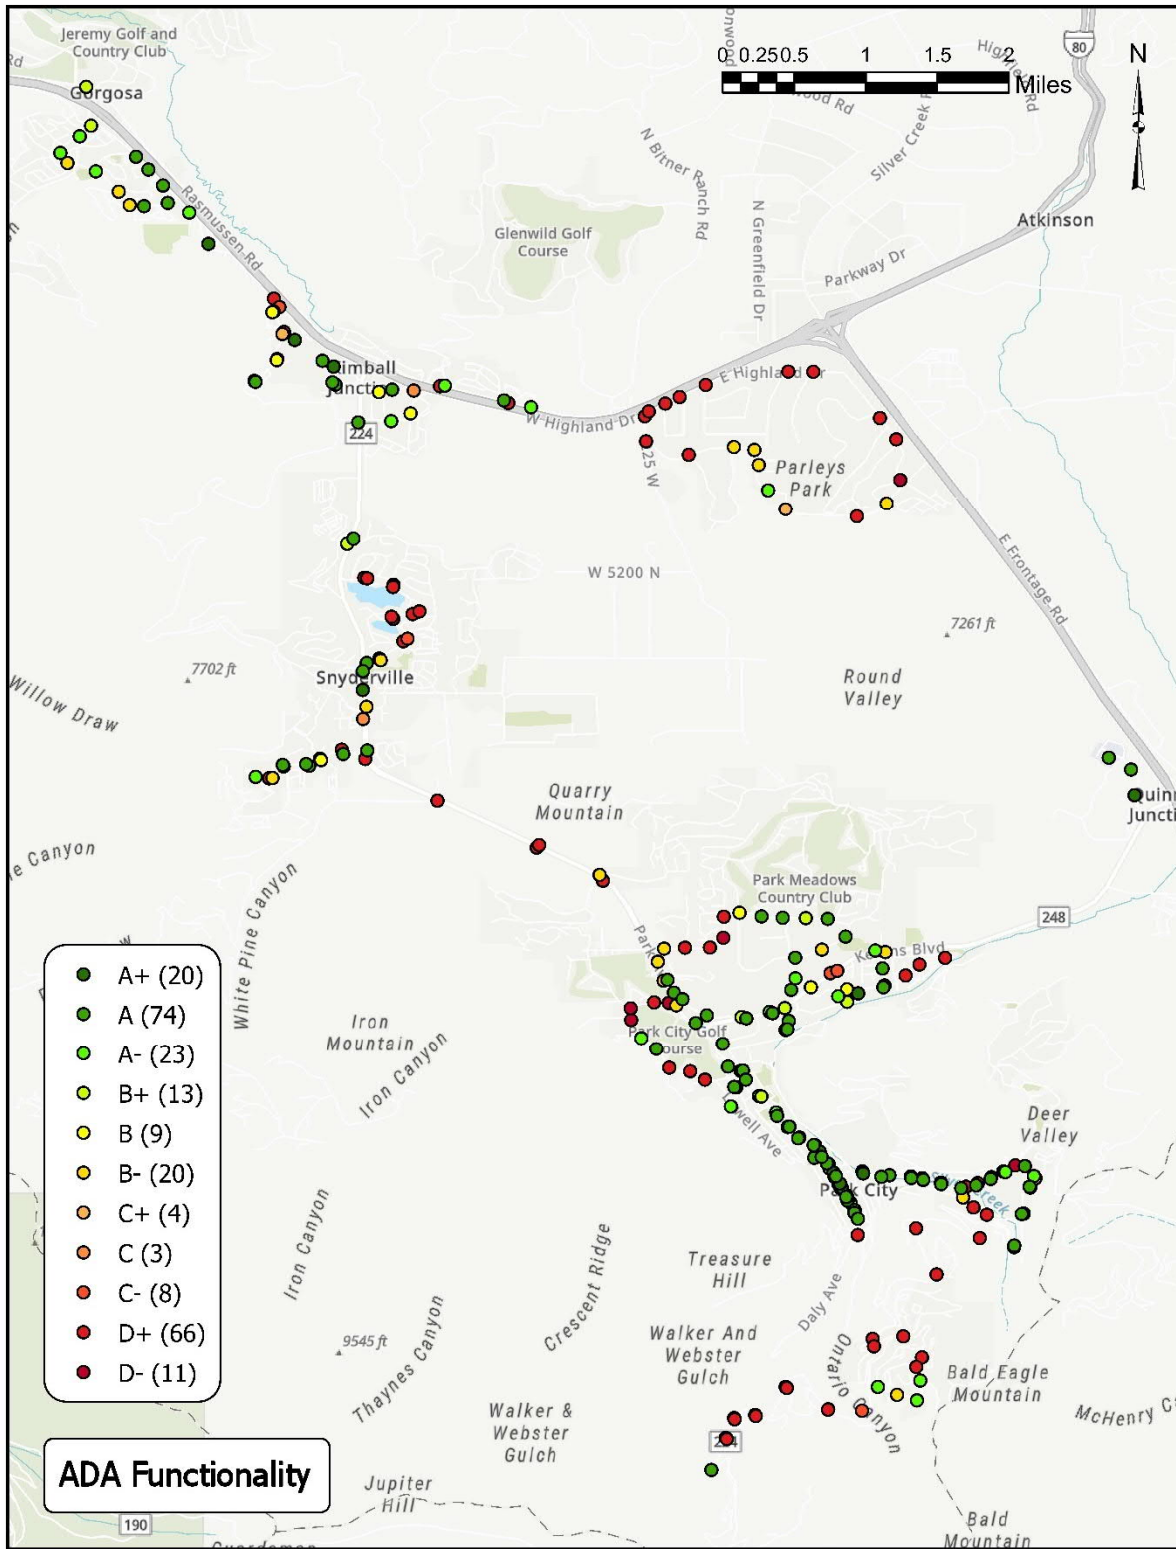 Jeremy Golf and
Country Club
Rd
Gorgosa
80
0 0.25 0.5 1 1.5 2
Miles
N
N Bitner Ranch Rd
Silver Creek
Rasmussen Rd
Glenwild Golf
Course
N Greenfield Dr
Atkinson
Parkway Dr
E Highland Dr
W Highland Dr
224
25 W
Parleys
Park
E Frontage Rd
W 5200 N
7261 ft
7702 ft
Snyderville
Round
Valley
Willow Draw
Quarry
Mountain
Park Meadows
Country Club
248
White Pine Canyon
Iron
Mountain
Iron Canyon
Park City Golf
Course
Lowell Ave
Deer
Valley
Park City
Iron Canyon
Crescent Ridge
Treasure
Hill
Daly Ave
Thaynes Canyon
9545 ft
Walker And
Webster
Gulch
Ontario Canyon
Bald Eagle
Mountain
Walker &
Webster
Gulch
Jupiter
Hill
Bald
Mountain
A+ (20)
A (74)
A- (23)
B+ (13)
B (9)
B- (20)
C+ (4)
C (3)
C- (8)
D+ (66)
D- (11)
ADA Functionality
190